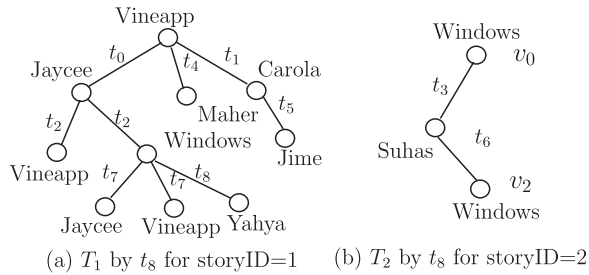 Vineapp
Windows
t₀
t₄
t₁
v₀
Jaycee
Carola
t₃
t₅
t₂
t₂
Maher
Windows
Suhas
t₆
Jime
Vineapp
t₇
t₇
t₈
v₂
Jaycee
Vineapp
Yahya
Windows
(a) T₁ by t₈ for storyID=1
(b) T₂ by t₈ for storyID=2